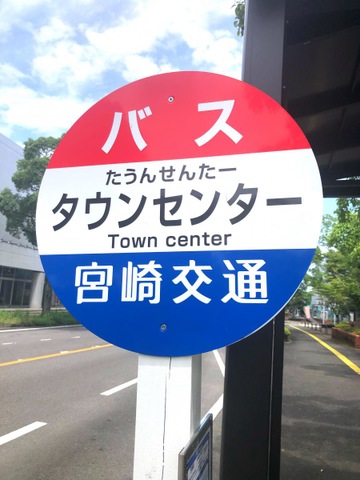 バス
たうんせんたー
タウンセンター
Town center
宮崎交通